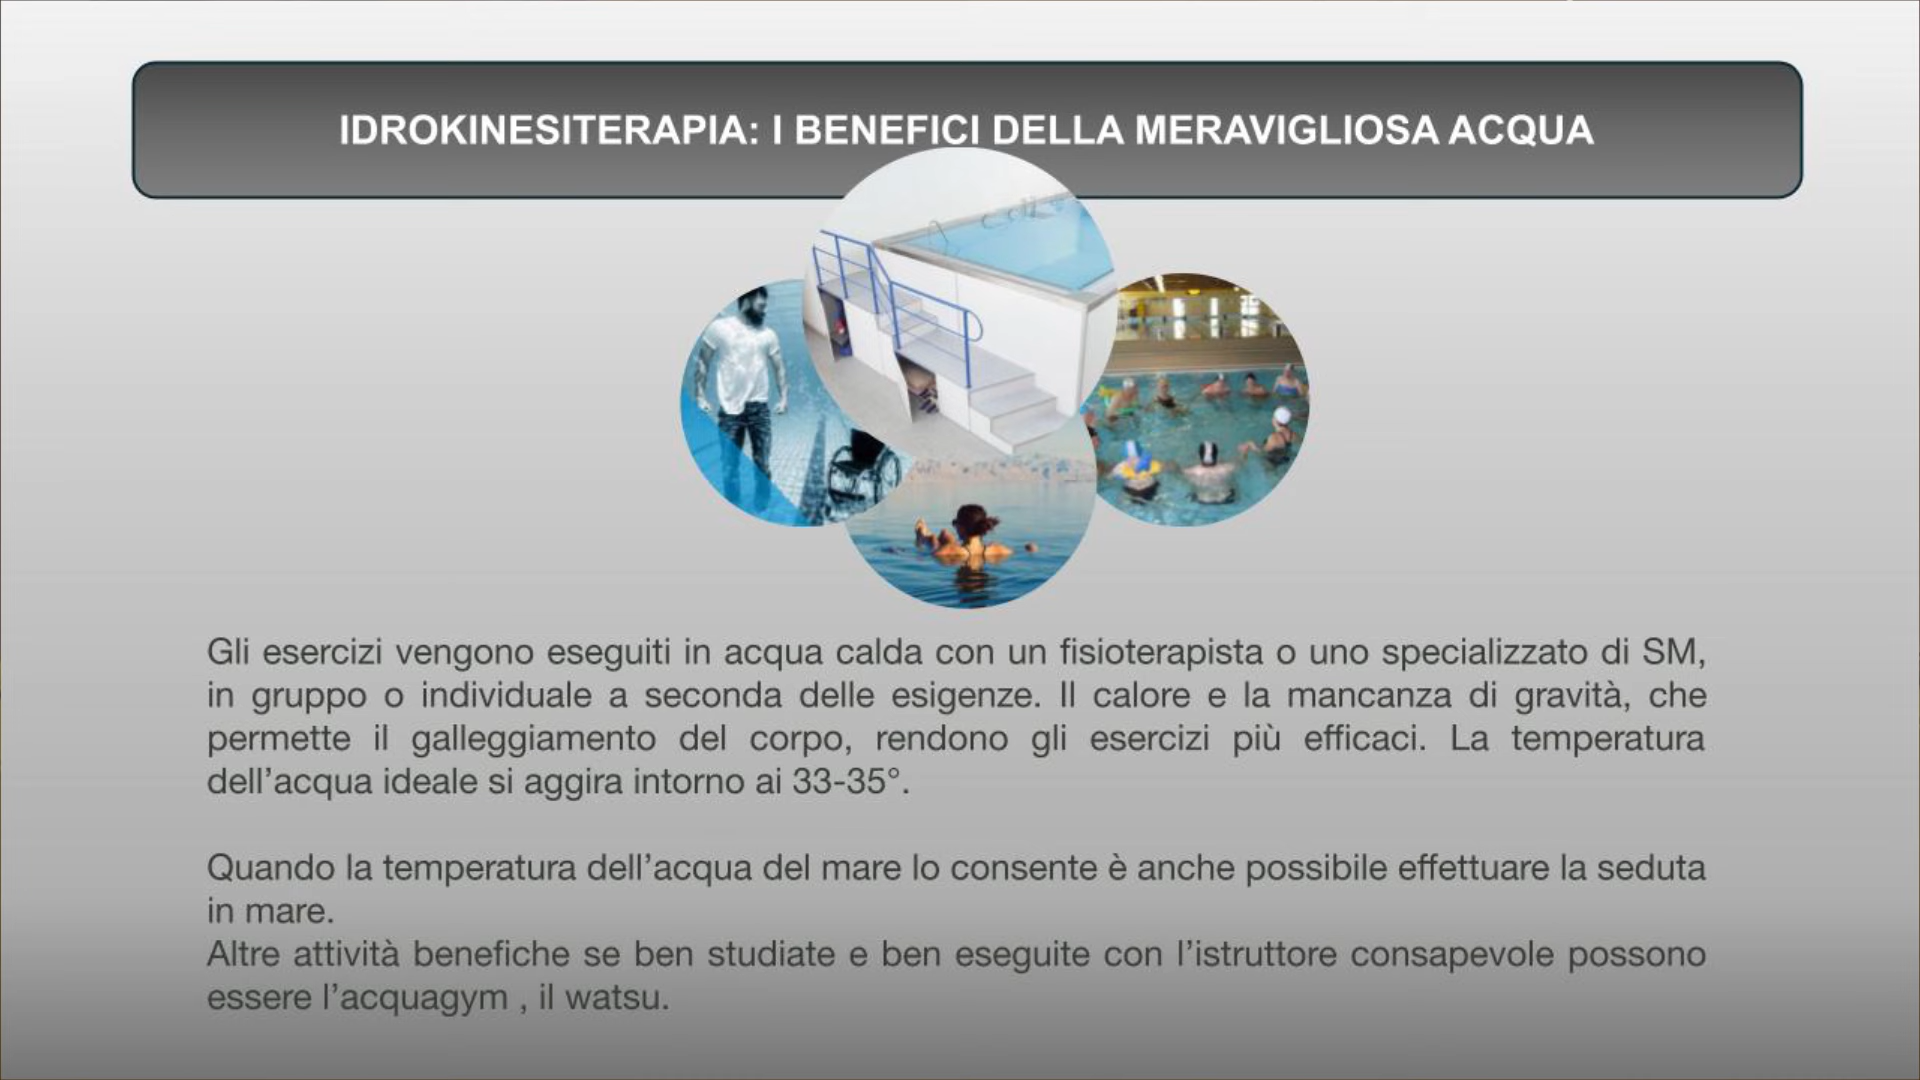 IDROKINESITERAPIA: I BENEFICI DELLA MERAVIGLIOSA ACQUA
Gli esercizi vengono eseguiti in acqua calda con un fisioterapista o uno specializzato di SM,
in gruppo o individuale a seconda delle esigenze. Il calore e la mancanza di gravità, che
permette il galleggiamento del corpo, rendono gli esercizi più efficaci. La temperatura
dell’acqua ideale si aggira intorno ai 33-35°.
Quando la temperatura dell’acqua del mare lo consente è anche possibile effettuare la seduta
in mare.
Altre attività benefiche se ben studiate e ben eseguite con l’istruttore consapevole possono
essere l’acquagym , il watsu.